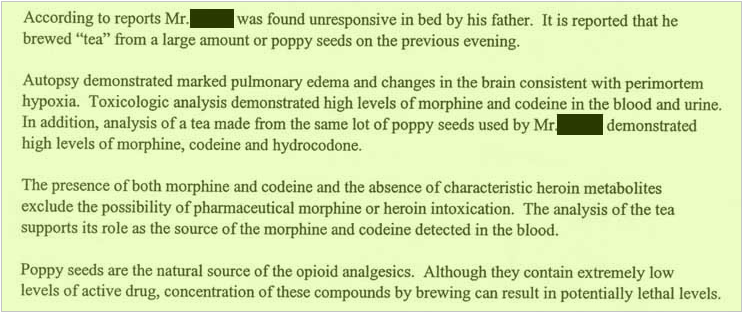 According to reports Mr. was found unresponsive in bed by his father. It is reported that he
brewed “tea” from a large amount or poppy seeds on the previous evening.
Autopsy demonstrated marked pulmonary edema and changes in the brain consistent with perimortem
hypoxia. Toxicologic analysis demonstrated high levels of morphine and codeine in the blood and urine.
In addition, analysis of a tea made from the same lot of poppy seeds used by Mr. demonstrated
high levels of morphine, codeine and hydrocodone.
The presence of both morphine and codeine and the absence of characteristic heroin metabolites
exclude the possibility of pharmaceutical morphine or heroin intoxication. The analysis of the tea
supports its role as the source of the morphine and codeine detected in the blood.
Poppy seeds are the natural source of the opioid analgesics. Although they contain extremely low
levels of active drug, concentration of these compounds by brewing can result in potentially lethal levels.